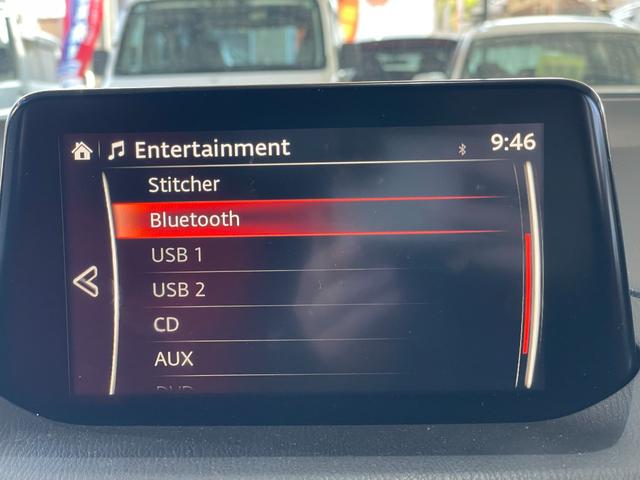 Entertainment 9:46
Stitcher
Bluetooth
USB 1
USB 2
CD
AUX